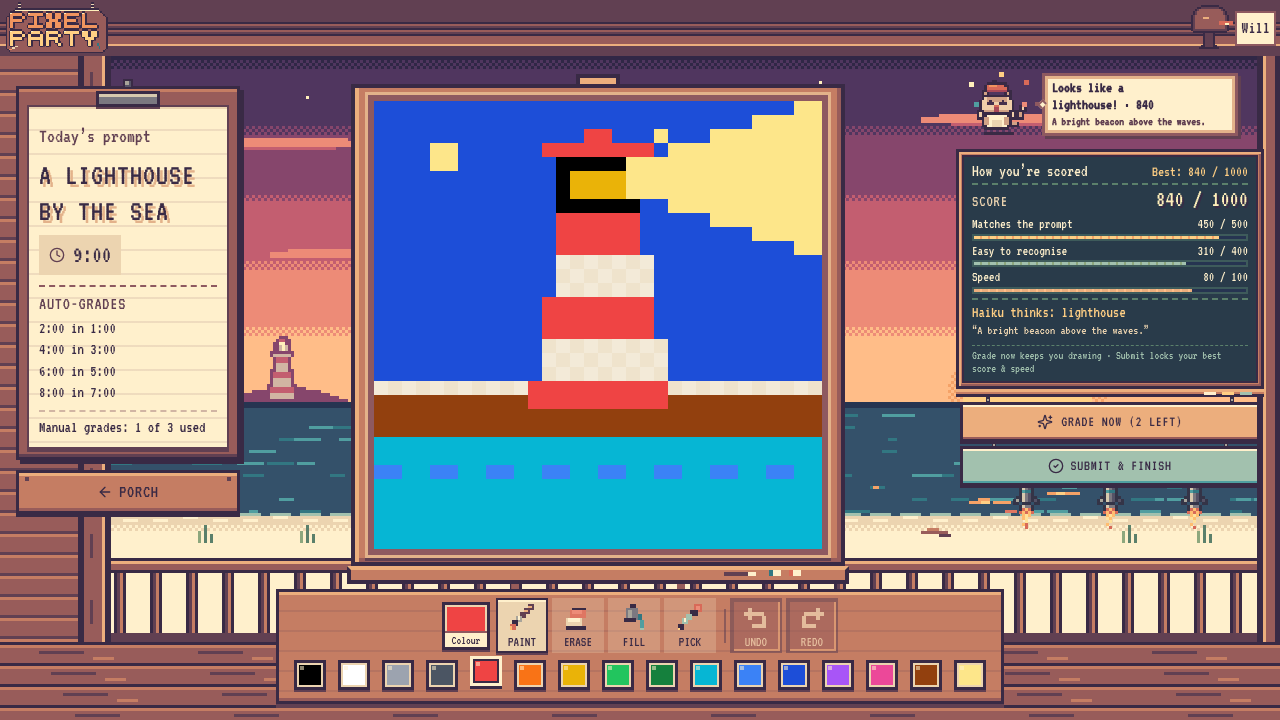 PIXEL
PARTY
Will
Looks like a
lighthouse! · 840
A bright beacon above the waves.
Today's prompt
A LIGHTHOUSE
BY THE SEA
9:00
AUTO-GRADES
2:00 in 1:00
4:00 in 3:00
6:00 in 5:00
8:00 in 7:00
Manual grades: 1 of 3 used
← PORCH
How you're scored
Best: 840 / 1000
SCORE
840 / 1000
Matches the prompt
450 / 500
Easy to recognise
310 / 400
Speed
80 / 100
Haiku thinks: lighthouse
“A bright beacon above the waves.”
Grade now keeps you drawing · Submit locks your best
score & speed
GRADE NOW (2 LEFT)
SUBMIT & FINISH
Colour
PAINT
ERASE
FILL
PICK
UNDO
REDO